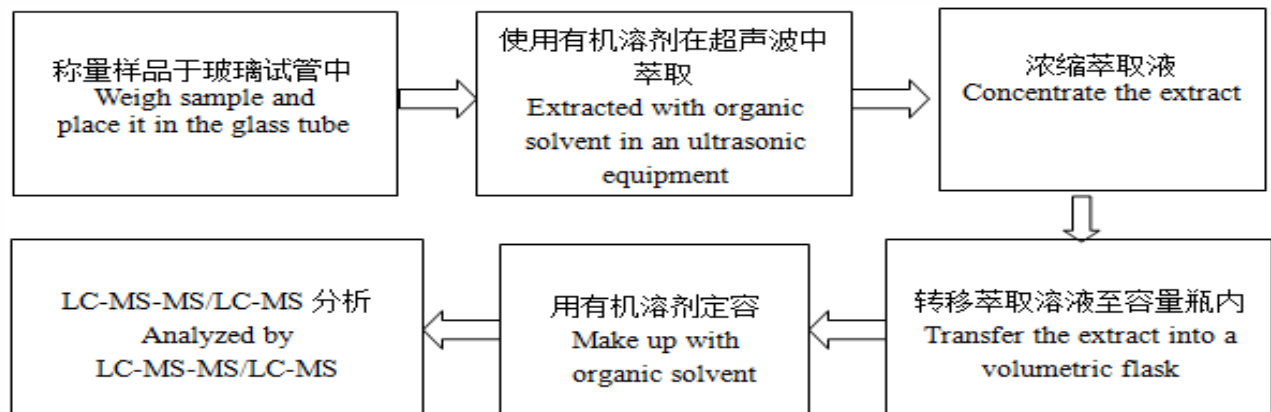 称量样品于玻璃试管中
Weigh sample and
place it in the glass tube
使用有机溶剂在超声波中
萃取
Extracted with organic
solvent in an ultrasonic
equipment
浓缩萃取液
Concentrate the extract
转移萃取溶液至容量瓶内
Transfer the extract into a
volumetric flask
用有机溶剂定容
Make up with
organic solvent
LC-MS-MS/LC-MS 分析
Analyzed by
LC-MS-MS/LC-MS